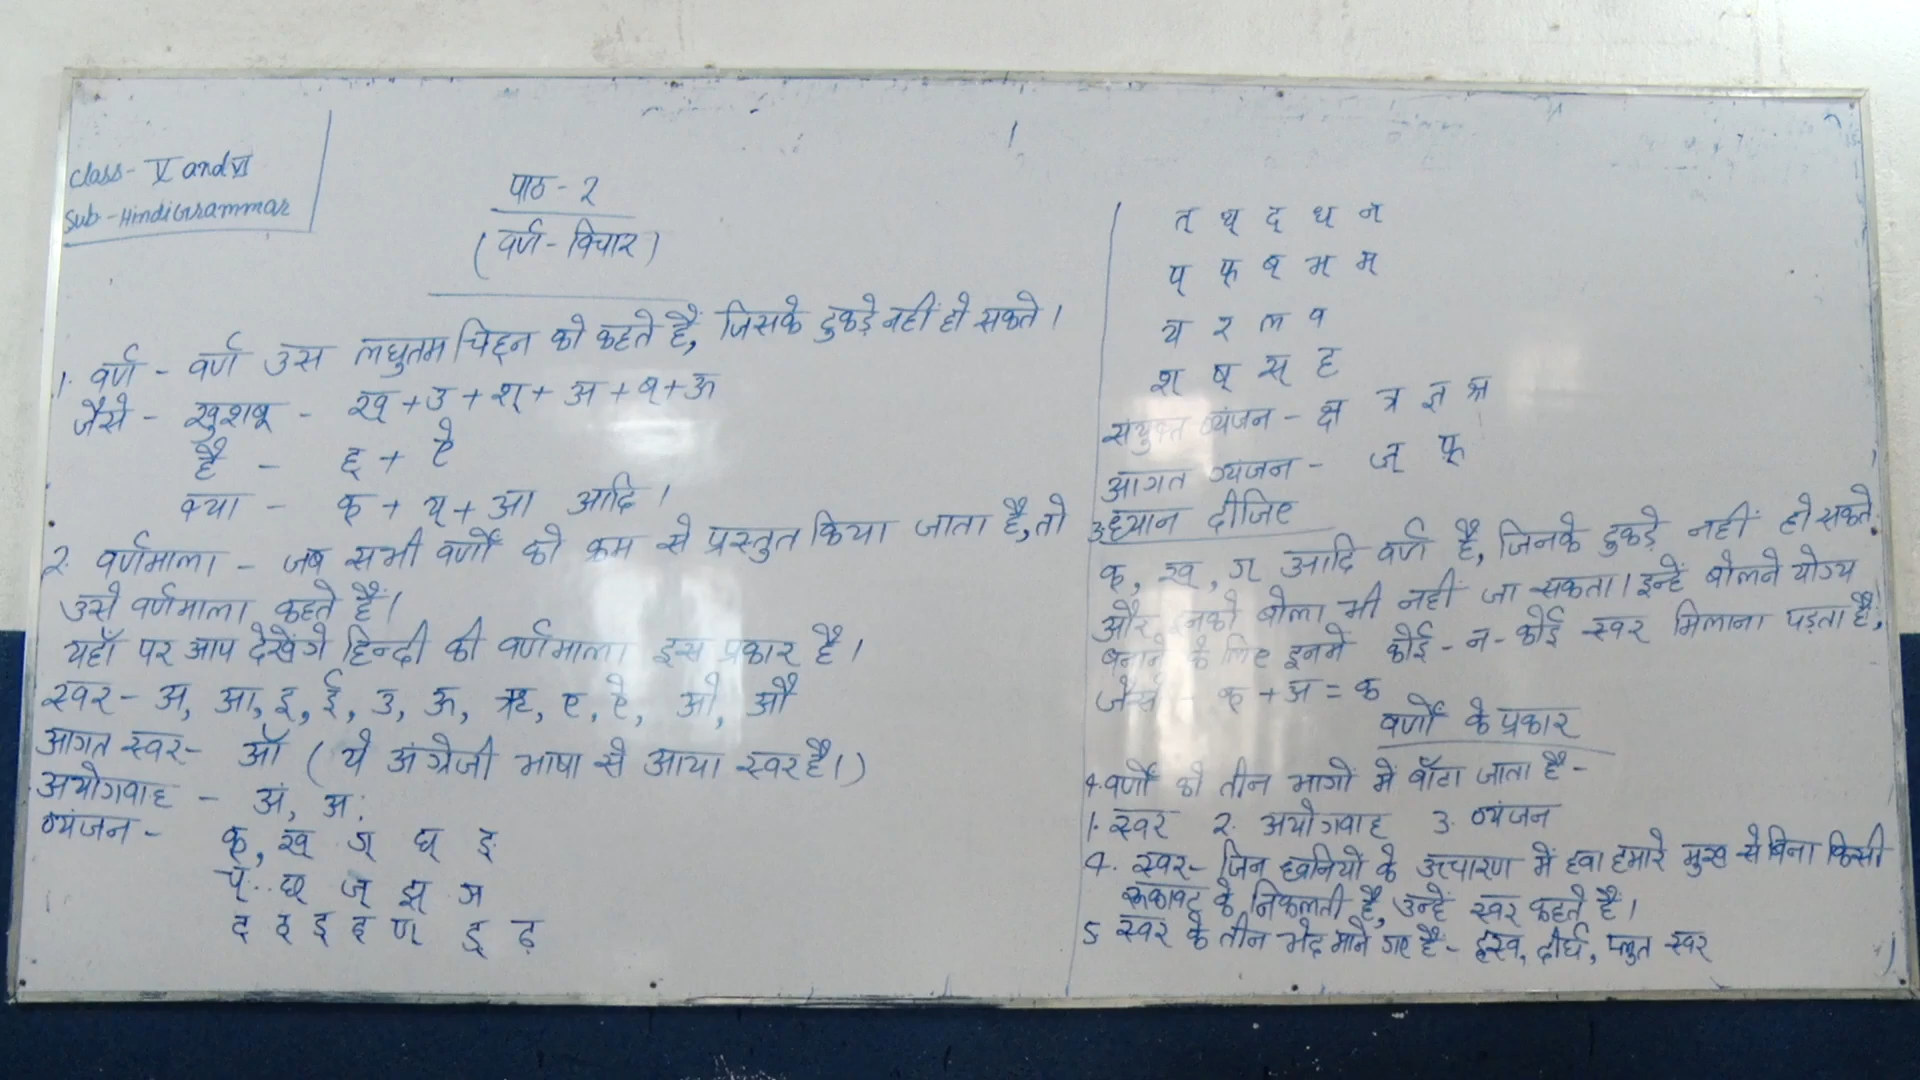 Class- V and VI
Sub-Hindi Grammar
पाठ - २
(वर्ण - विचार)
1. वर्ण - वर्ण उस लघुतम चिह्न को कहते हैं, जिसके टुकड़े नहीं हो सकते।
जैसे - खुशबू - ख् + उ + श् + अ + ब् + ऊ
है - ह् + ऐ
क्या - क् + य् + आ आदि।
2. वर्णमाला - जब सभी वर्णों को क्रम से प्रस्तुत किया जाता है, तो
उसे वर्णमाला कहते हैं।
यहाँ पर आप देखेंगे हिन्दी की वर्णमाला इस प्रकार है।
स्वर - अ, आ, इ, ई, उ, ऊ, ऋ, ए, ऐ, ओ, औ
आगत स्वर- ऑ (ये अंग्रेजी भाषा से आया स्वर है।)
अयोगवाह - अं, अः
व्यंजन -
क्, ख् ग् घ् ङ्
च् छ् ज् झ् ञ
ट् ठ् ड् ढ् ण् ड़् ढ़्
त् थ् द् ध् न्
प् फ् ब् भ् म्
य र ल व
श् ष् स् ह
संयुक्त व्यंजन - क्ष त्र ज्ञ श्र
आगत व्यंजन - ज़् फ़्
3 ध्यान दीजिए
क्, ख्, ग् आदि वर्ण है, जिनके टुकड़े नहीं हो सकते
और इनको बोला भी नहीं जा सकता। इन्हें बोलने योग्य
बनाने के लिए इनमें कोई - न - कोई स्वर मिलाना पड़ता है,
जैसे - क् + अ = क
वर्णों के प्रकार
4. वर्णों को तीन भागों में बाँटा जाता है -
1. स्वर २. अयोगवाह ३. व्यंजन
4. स्वर- जिन ध्वनियों के उच्चारण में हवा हमारे मुख से बिना किसी
रूकावट के निकलती है, उन्हें स्वर कहते हैं।
5 स्वर के तीन भेद माने गए है - ह्रस्व, दीर्घ, प्लुत स्वर